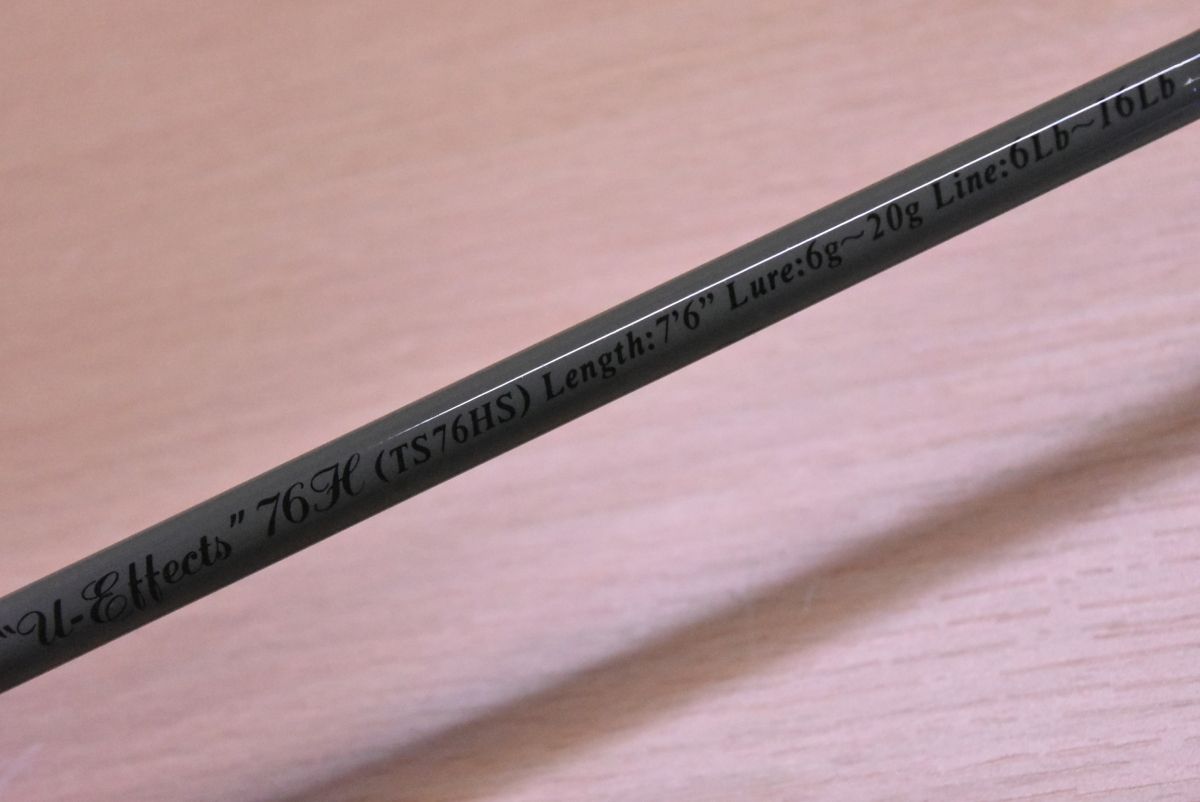 “U-Effects” 76H (TS76HS) Length:7’6” Lure:6g~20g Line:6Lb~16Lb